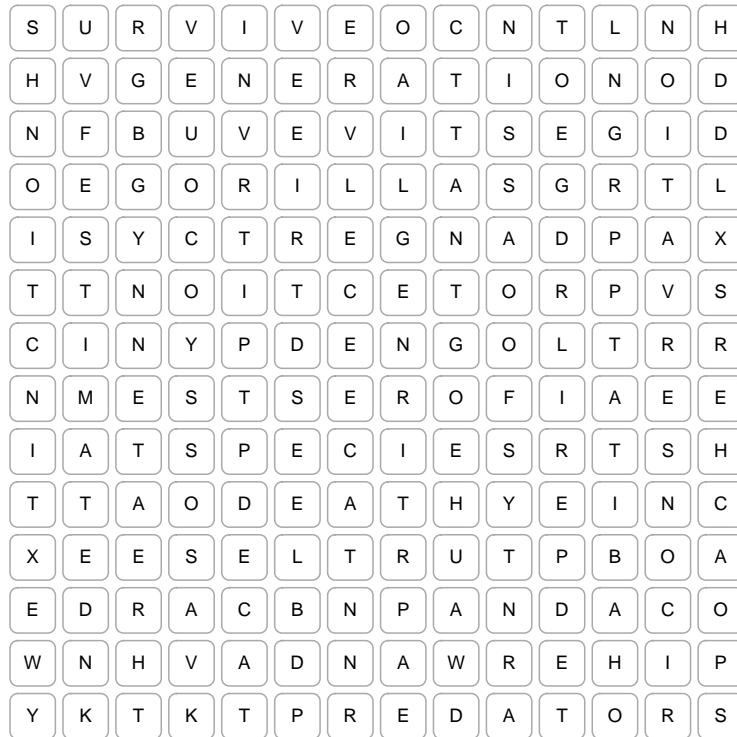 S U R V I V E O C N T L N H
H V G E N E R A T I O N O D
N F B U V E V I T S E G I D
O E G O R I L L A S G R T L
I S Y C T R E G N A D P A X
T T N O I T C E T O R P V S
C I N Y P D E N G O L T R R
N M E S T S E R O F I A E E
I A T S P E C I E S R T S H
T T A O D E A T H Y E I N C
X E E S E L T R U T P B O A
E D R A C B N P A N D A C O
W N H V A D N A W R E H I P
Y K T K T P R E D A T O R S